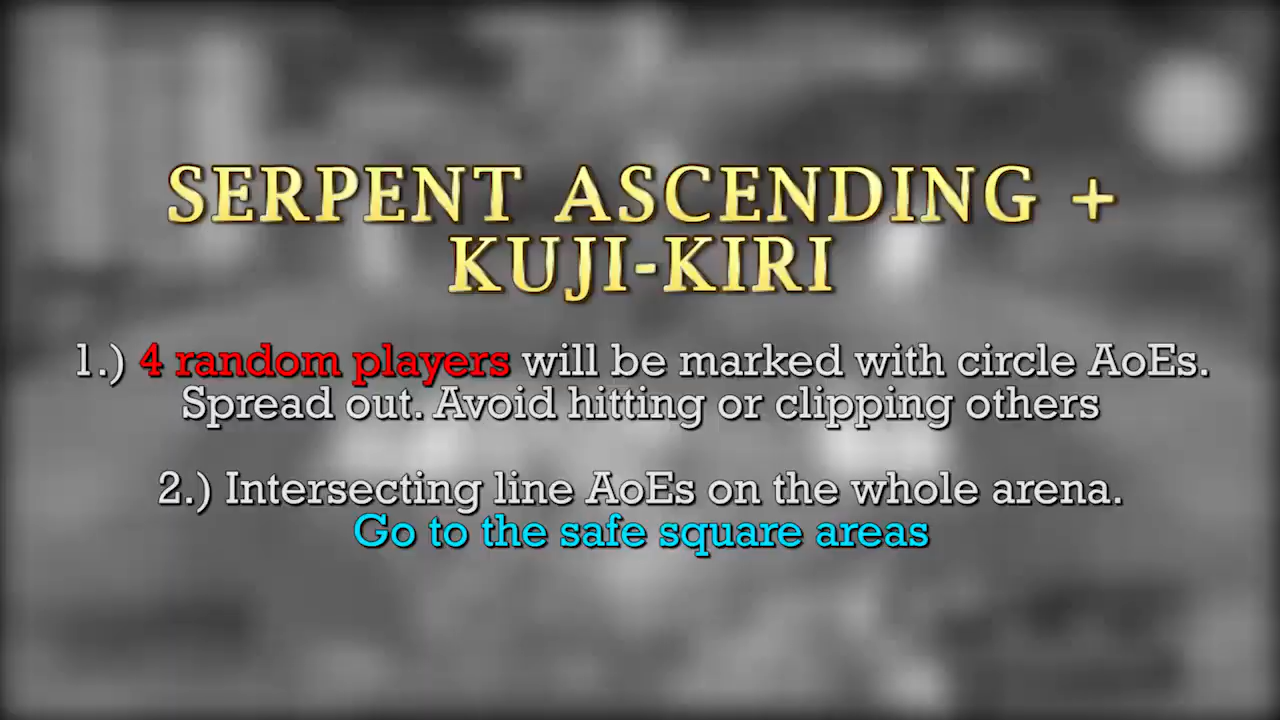 SERPENT ASCENDING +
KUJI-KIRI
1.) 4 random players will be marked with circle AoEs.
Spread out. Avoid hitting or clipping others
2.) Intersecting line AoEs on the whole arena.
Go to the safe square areas